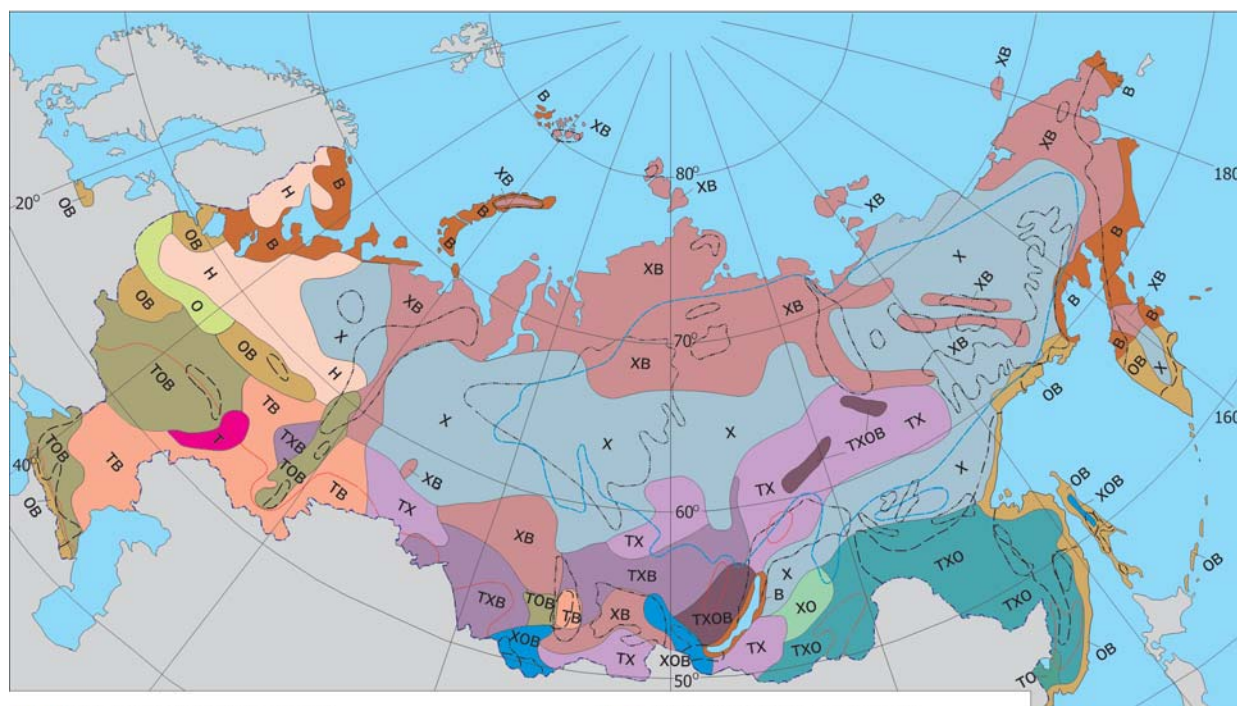 ХВ
В
В
ХВ
ХВ
80°
180
Н
В
ХВ
ХВ
ХВ
20°
ОВ
В
ОВ
В
Х
В
Н
ХВ
ХВ
ХВ
ХВ
ОВ
О
ХВ
В
В
Х
70°
ОВ
Х
ХВ
ХВ
В
ОВ
Н
ОВ
ТОВ
160
ТВ
Х
ТХОВ
ТХ
Т
ТХВ
Х
Х
ТОВ
ТВ
40°
ТОВ
ТВ
ХВ
ТХ
Х
ОВ
ХОВ
ОВ
ТХ
60°
ХВ
ТХ
ТХВ
Х
ТХО
ОВ
ТХВ
ТОВ
ТВ
ХВ
ТХОВ
В
ХО
ТХО
ХОВ
ТХ
ХОВ
50°
ТХ
ТХО
ОВ
ТО